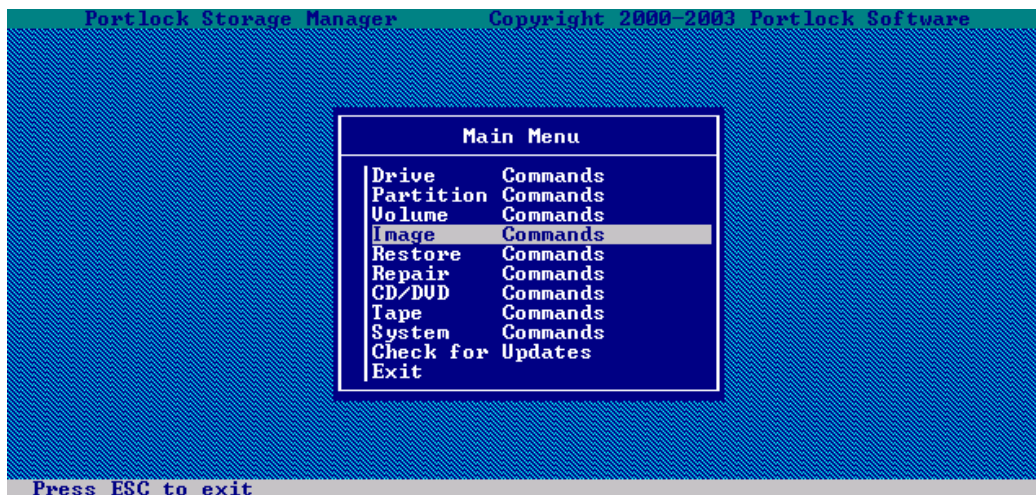 Portlock Storage Manager Copyright 2000-2003 Portlock Software
Main Menu
Drive Commands
Partition Commands
Volume Commands
Image Commands
Restore Commands
Repair Commands
CD/DVD Commands
Tape Commands
System Commands
Check for Updates
Exit
Press ESC to exit